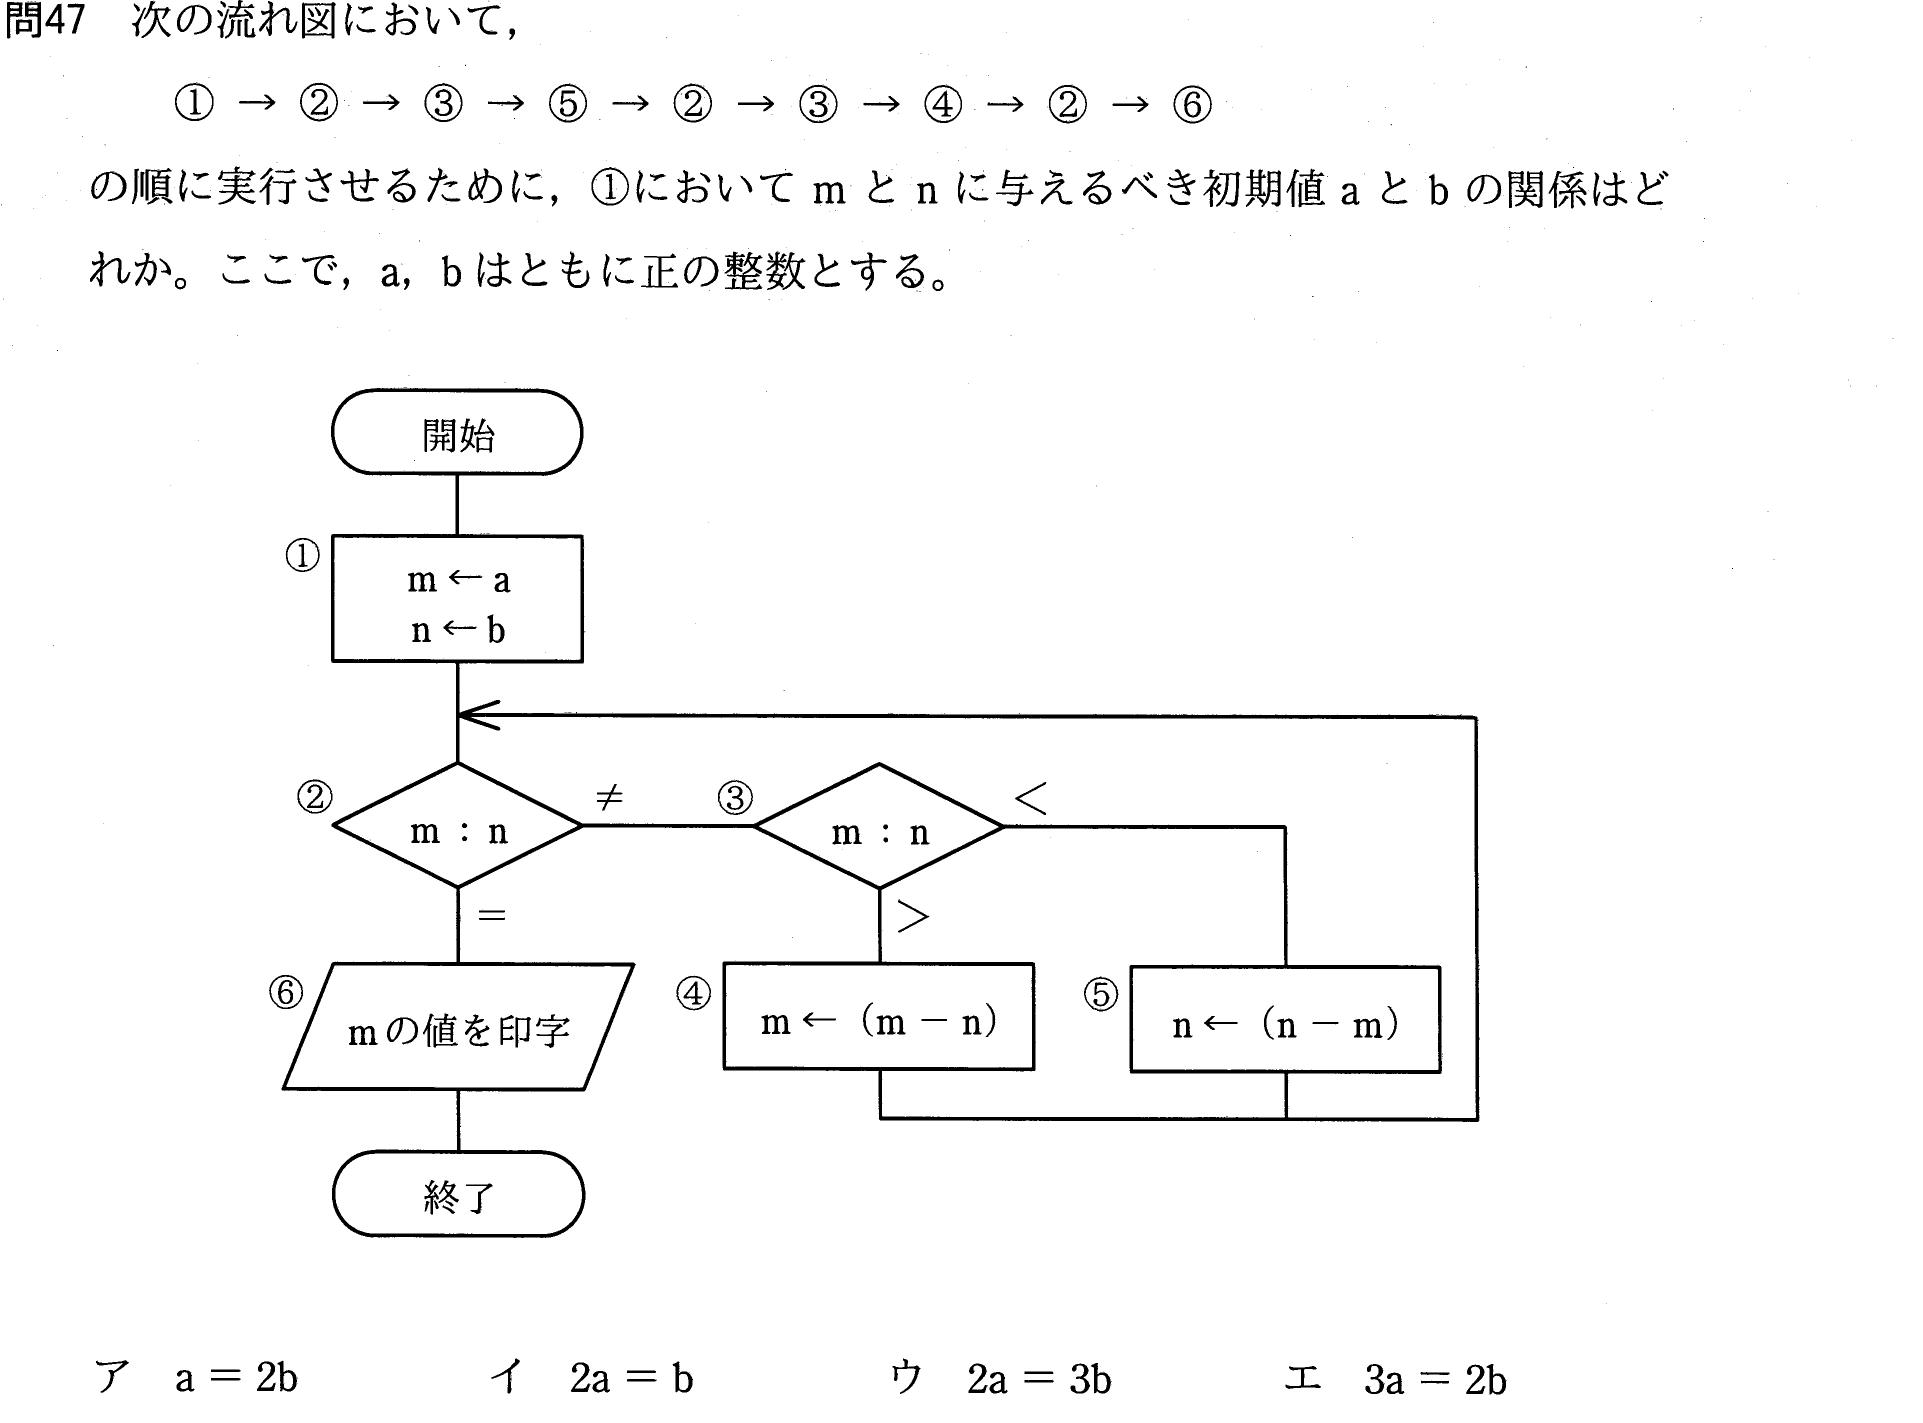 問47 次の流れ図において，
① → ② → ③ → ⑤ → ② → ③ → ④ → ② → ⑥
の順に実行させるために，①において m と n に与えるべき初期値 a と b の関係はど
れか。ここで，a，b はともに正の整数とする。
開始
①
m ← a
n ← b
②
m : n
≠
③
m : n
<
=
>
⑥
mの値を印字
④
m ← (m － n)
⑤
n ← (n － m)
終了
ア a = 2b イ 2a = b ウ 2a = 3b エ 3a = 2b